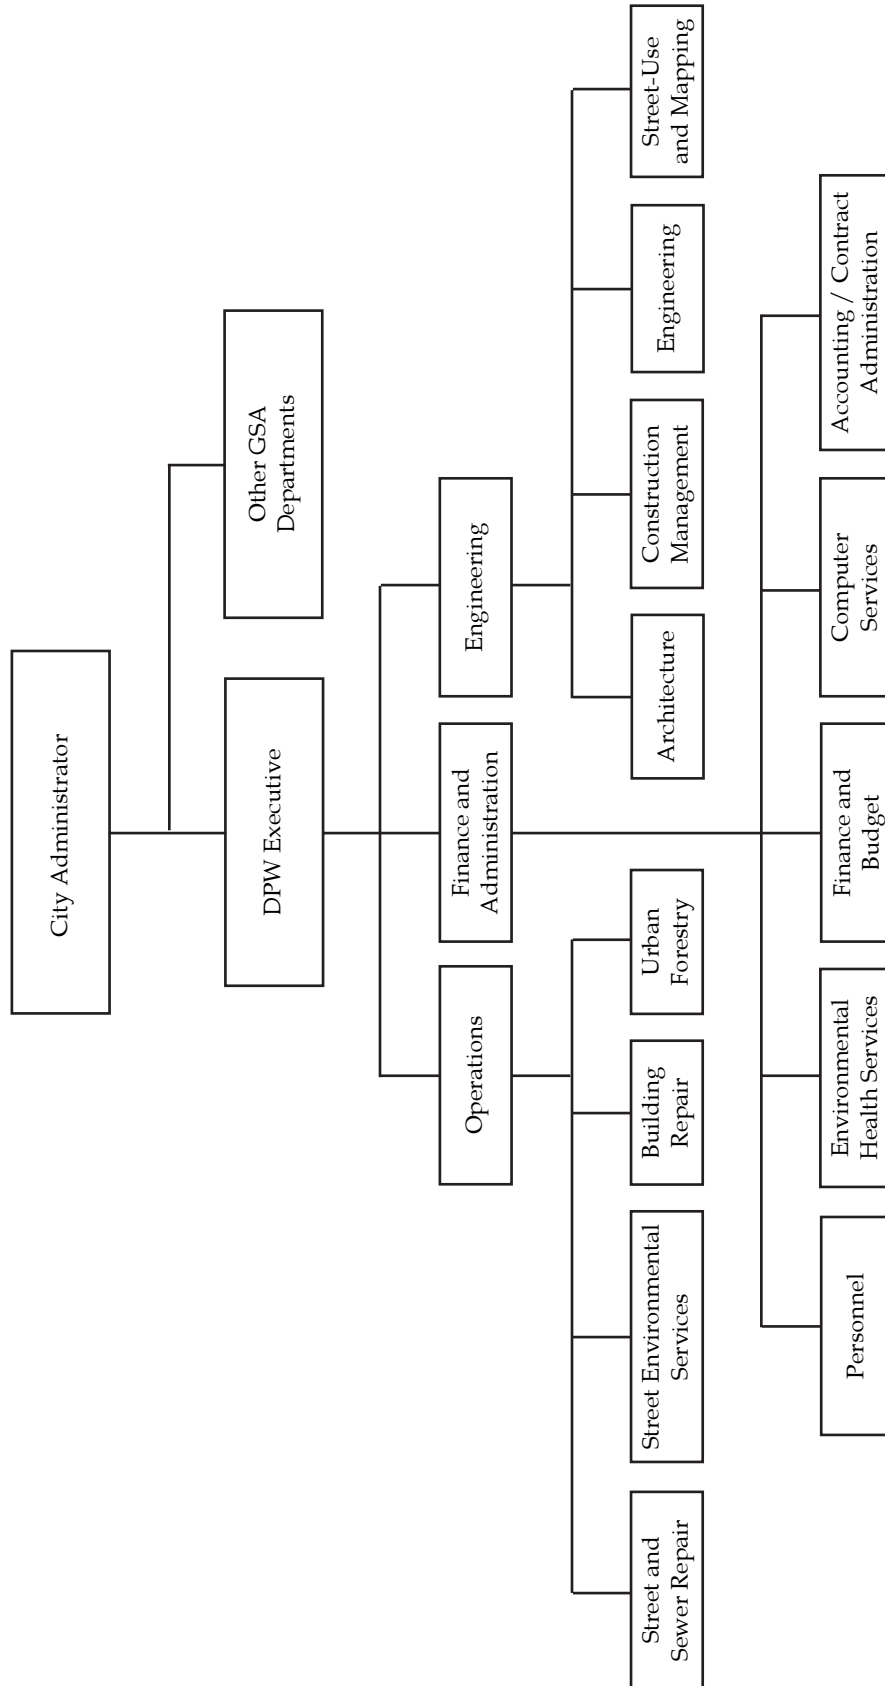 City Administrator
DPW Executive
Other GSA
Departments
Operations
Finance and
Administration
Engineering
Street and
Sewer Repair
Street Environmental
Services
Building
Repair
Urban
Forestry
Architecture
Construction
Management
Engineering
Street-Use
and Mapping
Personnel
Environmental
Health Services
Finance and
Budget
Computer
Services
Accounting / Contract
Administration